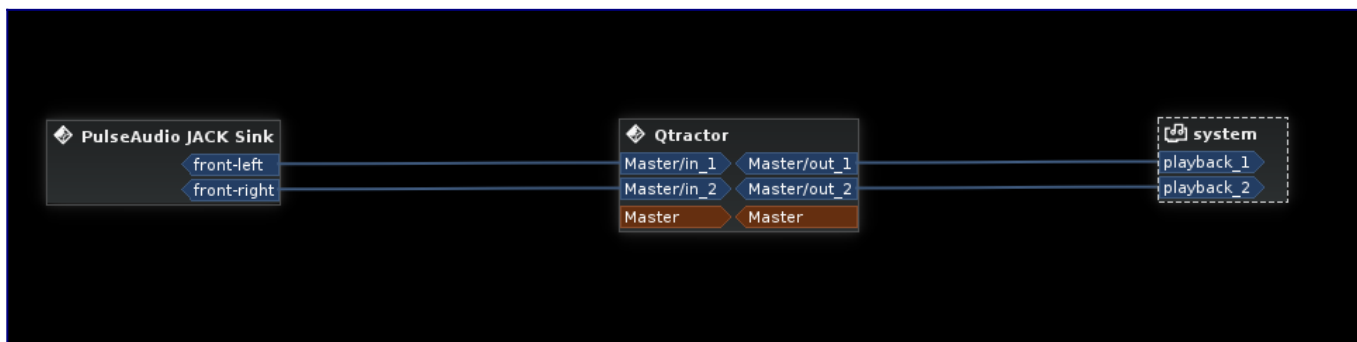 PulseAudio JACK Sink
front-left
front-right
Qtractor
Master/in_1 Master/out_1
Master/in_2 Master/out_2
Master Master
system
playback_1
playback_2